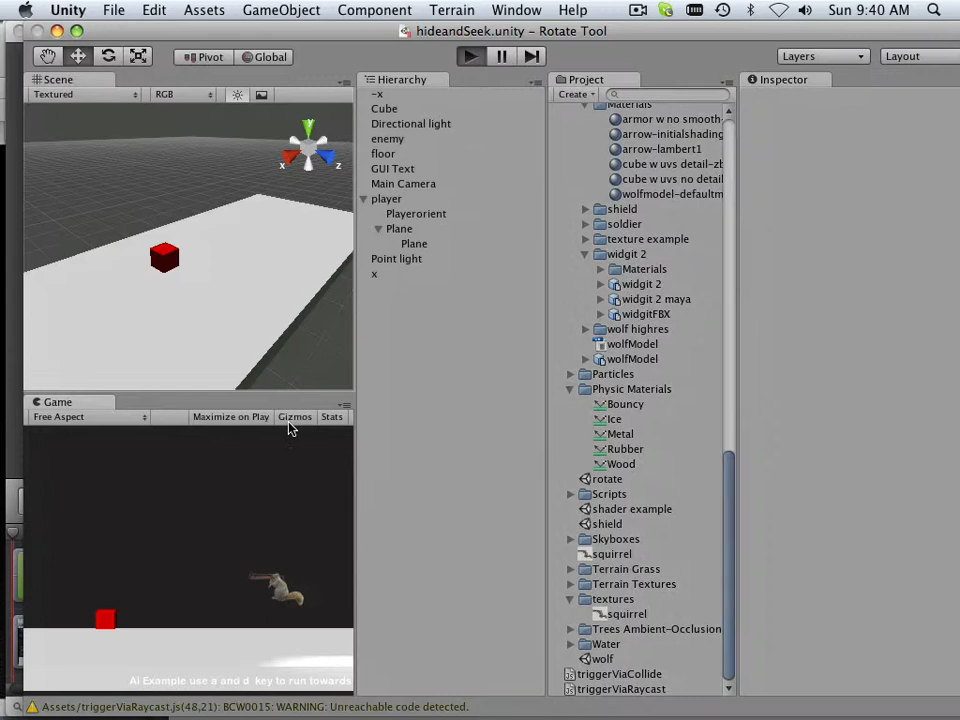 Unity File Edit Assets GameObject Component Terrain Window Help Sun 9:40 AM
hideandSeek.unity - Rotate Tool
Pivot Global Layers Layout
Scene Hierarchy Project Inspector
Textured RGB Create
-x
Cube
Directional light
enemy
floor
GUI Text
Main Camera
player
Playerorient
Plane
Plane
Point light
x
Materials
armor w no smooth
arrow-initialshading
arrow-lambert1
cube w uvs detail-zb
cube w uvs no detail
wolfmodel-defaultm
shield
soldier
texture example
widgit 2
Materials
widgit 2
widgit 2 maya
widgitFBX
wolf highres
wolfModel
wolfModel
Particles
Physic Materials
Bouncy
Ice
Metal
Rubber
Wood
rotate
Scripts
shader example
shield
Skyboxes
squirrel
Terrain Grass
Terrain Textures
textures
squirrel
Trees Ambient-Occlusion
Water
wolf
triggerViaCollide
triggerViaRaycast
Game
Free Aspect Maximize on Play Gizmos Stats
AI Example use a and d key to run towards
Assets/triggerViaRaycast.js(48,21): BCW0015: WARNING: Unreachable code detected.